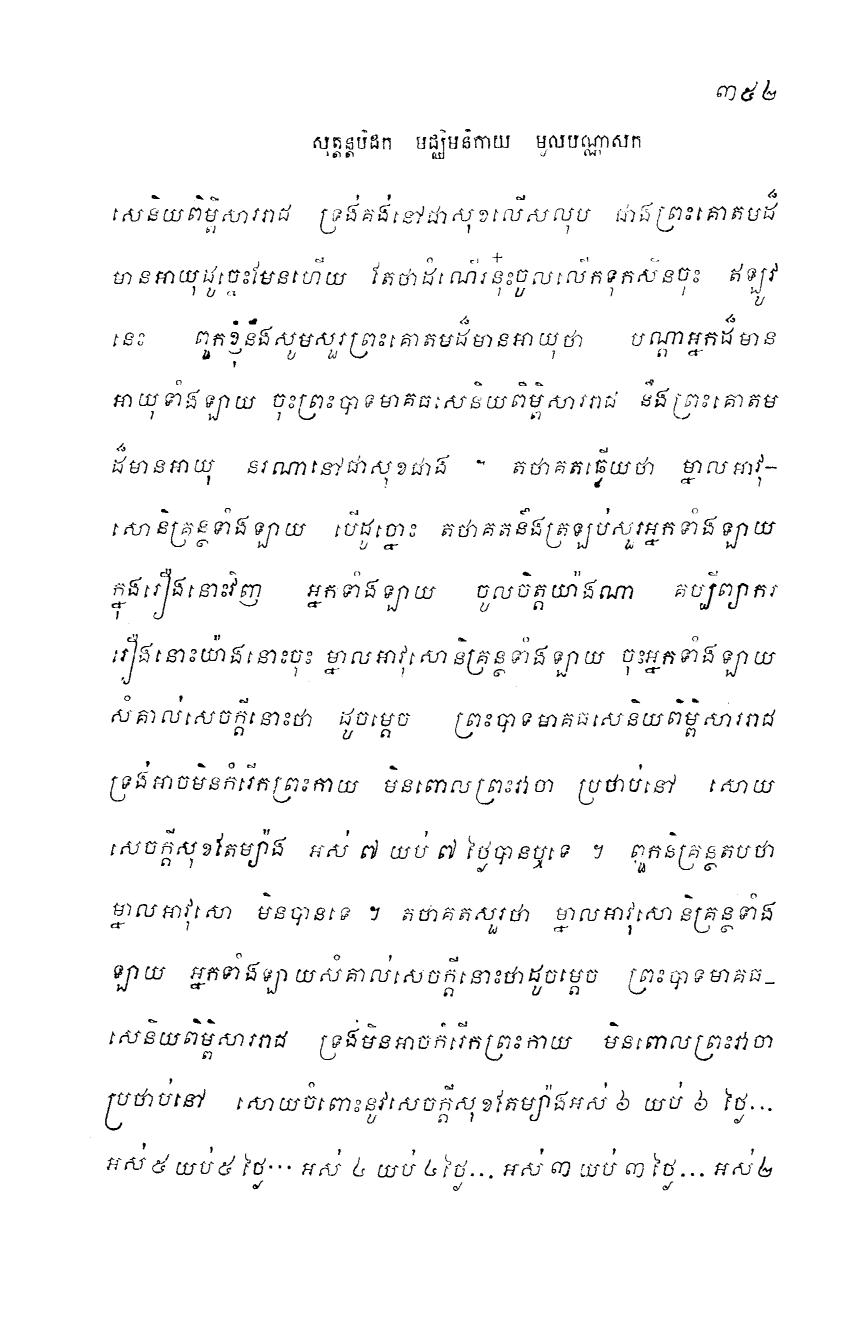 ៣៥២
សុត្តន្តបិដក មជ្ឈិមនិកាយ មូលបណ្ណាសក
សេនិយពិម្ពិសាររាជ ទ្រង់គង់នៅជាសុខលើសលុប ជាងព្រះគោតមដ៏
មានអាយុដូច្នេះមែនហើយ តែថាដំណើរនុ៎ះចូលលើកទុកសិនចុះ ឥឡូវ
នេះ ពួកខ្ញុំនឹងសូមសួរព្រះគោតមដ៏មានអាយុថា បណ្តាអ្នកដ៏មាន
អាយុទាំងឡាយ ចុះព្រះបាទមាគធសេនិយពិម្ពិសាររាជ នឹងព្រះគោតម
ដ៏មានអាយុ នរណានៅជាសុខជាង ។ តថាគតឆ្លើយថា ម្នាលអាវុ-
សោនិគ្រន្ថទាំងឡាយ បើដូច្នោះ តថាគតនឹងត្រឡប់សួរអ្នកទាំងឡាយ
ក្នុងរឿងនោះវិញ អ្នកទាំងឡាយ ចូលចិត្តយ៉ាងណា គប្បីព្យាករ
រឿងនោះយ៉ាងនោះចុះ ម្នាលអាវុសោនិគ្រន្ថទាំងឡាយ ចុះអ្នកទាំងឡាយ
សំគាល់សេចក្តីនោះថា ដូចម្តេច ព្រះបាទមាគធសេនិយពិម្ពិសាររាជ
ទ្រង់អាចមិនកំរើកព្រះកាយ មិនពោលព្រះវាចា ប្រថាប់នៅ សោយ
សេចក្តីសុខតែម្យ៉ាង អស់ ៧ យប់ ៧ ថ្ងៃបានឬទេ ។ ពួកនិគ្រន្ថតបថា
ម្នាលអាវុសោ មិនបានទេ ។ តថាគតសួរថា ម្នាលអាវុសោនិគ្រន្ថទាំង
ឡាយ អ្នកទាំងឡាយសំគាល់សេចក្តីនោះថាដូចម្តេច ព្រះបាទមាគធ-
សេនិយពិម្ពិសាររាជ ទ្រង់មិនអាចកំរើកព្រះកាយ មិនពោលព្រះវាចា
ប្រថាប់នៅ សោយចំពោះនូវសេចក្តីសុខតែម្យ៉ាងអស់ ៦ យប់ ៦ ថ្ងៃ...
អស់ ៥ យប់ ៥ ថ្ងៃ... អស់ ៤ យប់ ៤ ថ្ងៃ... អស់ ៣ យប់ ៣ ថ្ងៃ... អស់ ២